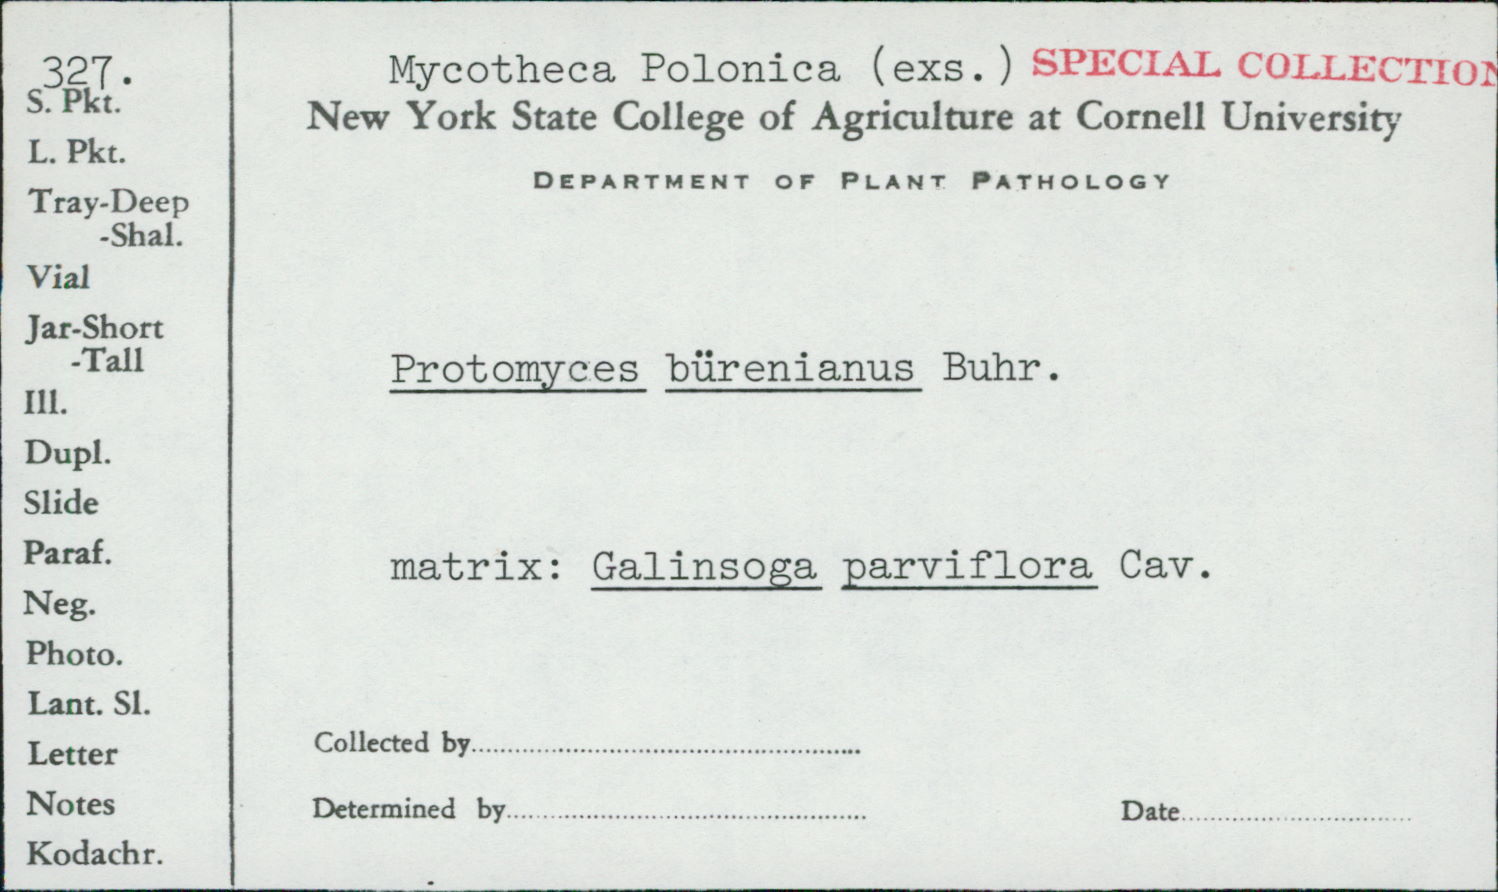 327.
S. Pkt.
L. Pkt.
Tray-Deep
-Shal.
Vial
Jar-Short
-Tall
Ill.
Dupl.
Slide
Paraf.
Neg.
Photo.
Lant. Sl.
Letter
Notes
Kodachr.
Mycotheca Polonica (exs.) SPECIAL COLLECTION
New York State College of Agriculture at Cornell University
DEPARTMENT OF PLANT PATHOLOGY
Protomyces bürenianus Buhr.
matrix: Galinsoga parviflora Cav.
Collected by
Determined by Date